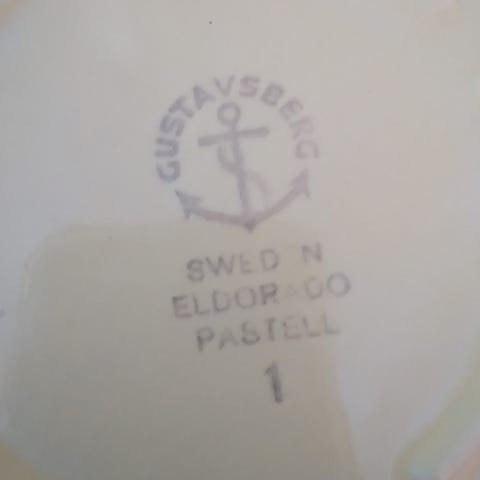 GUSTAVSBERG
SWED N
ELDORADO
PASTELL
1